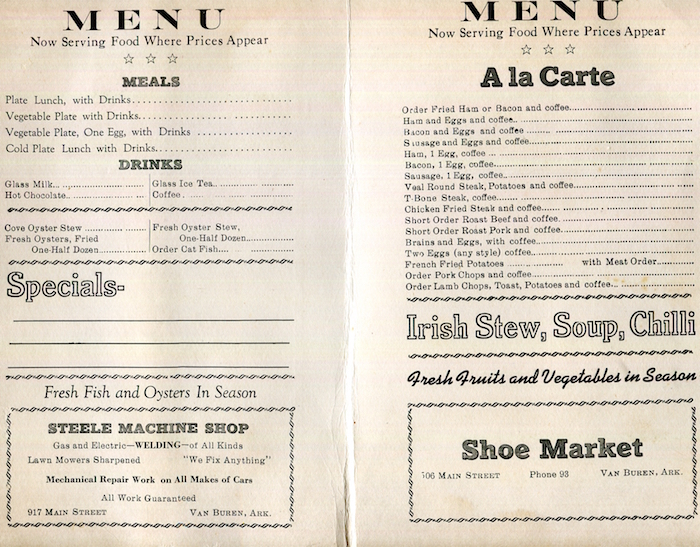 MENU
Now Serving Food Where Prices Appear
☆ ☆ ☆
MEALS
Plate Lunch, with Drinks
Vegetable Plate with Drinks
Vegetable Plate, One Egg, with Drinks
Cold Plate Lunch with Drinks
DRINKS
Glass Milk
Hot Chocolate
Glass Ice Tea
Coffee
Cove Oyster Stew
Fresh Oysters, Fried
One-Half Dozen
Fresh Oyster Stew,
One-Half Dozen
Order Cat Fish
Specials-
Fresh Fish and Oysters In Season
STEELE MACHINE SHOP
Gas and Electric—WELDING—of All Kinds
Lawn Mowers Sharpened "We Fix Anything"
Mechanical Repair Work on All Makes of Cars
All Work Guaranteed
917 MAIN STREET VAN BUREN, ARK.
MENU
Now Serving Food Where Prices Appear
☆ ☆ ☆
A la Carte
Order Fried Ham or Bacon and coffee
Ham and Eggs and coffee
Bacon and Eggs and coffee
Sausage and Eggs and coffee
Ham, 1 Egg, coffee
Bacon, 1 Egg, coffee
Sausage, 1 Egg, coffee
Veal Round Steak, Potatoes and coffee
T-Bone Steak, coffee
Chicken Fried Steak and coffee
Short Order Roast Beef and coffee
Short Order Roast Pork and coffee
Brains and Eggs, with coffee
Two Eggs (any style) coffee
French Fried Potatoes with Meat Order
Order Pork Chops and coffee
Order Lamb Chops, Toast, Potatoes and coffee
Irish Stew, Soup, Chilli
Fresh Fruits and Vegetables in Season
Shoe Market
706 MAIN STREET Phone 93 VAN BUREN, ARK.